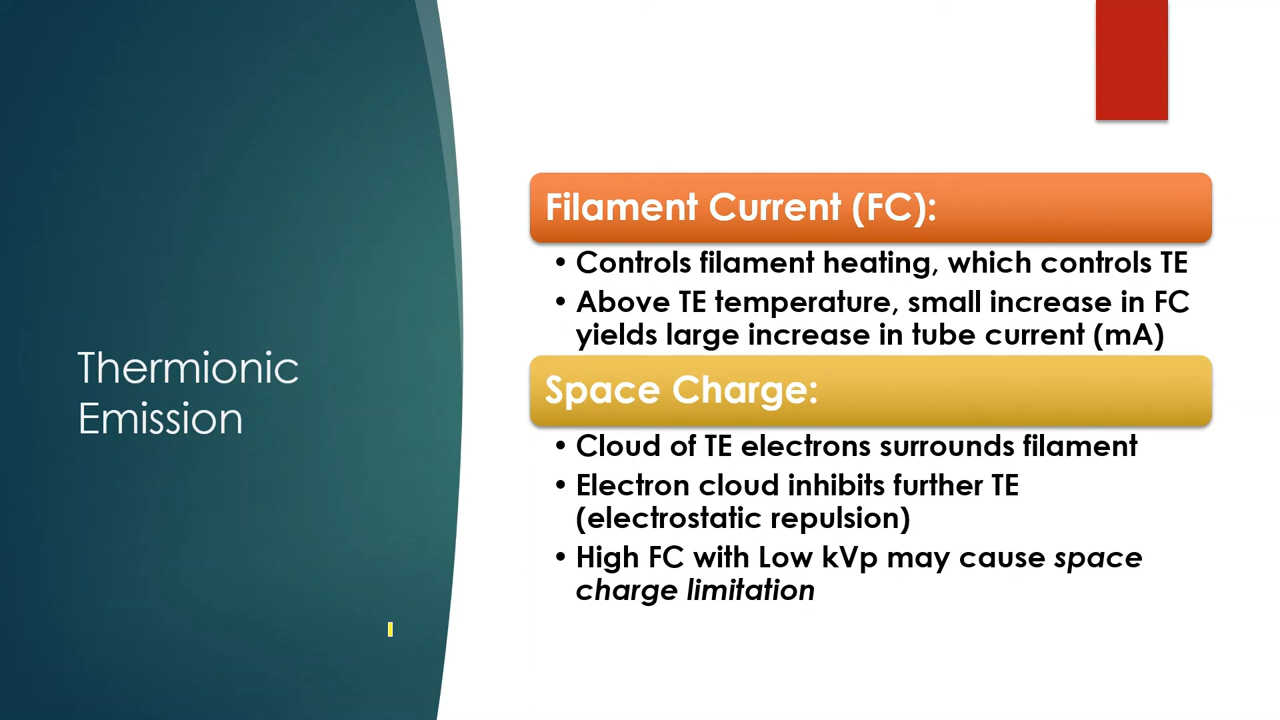 Thermionic
Emission
Filament Current (FC):
• Controls filament heating, which controls TE
• Above TE temperature, small increase in FC
yields large increase in tube current (mA)
Space Charge:
• Cloud of TE electrons surrounds filament
• Electron cloud inhibits further TE
(electrostatic repulsion)
• High FC with Low kVp may cause space
charge limitation